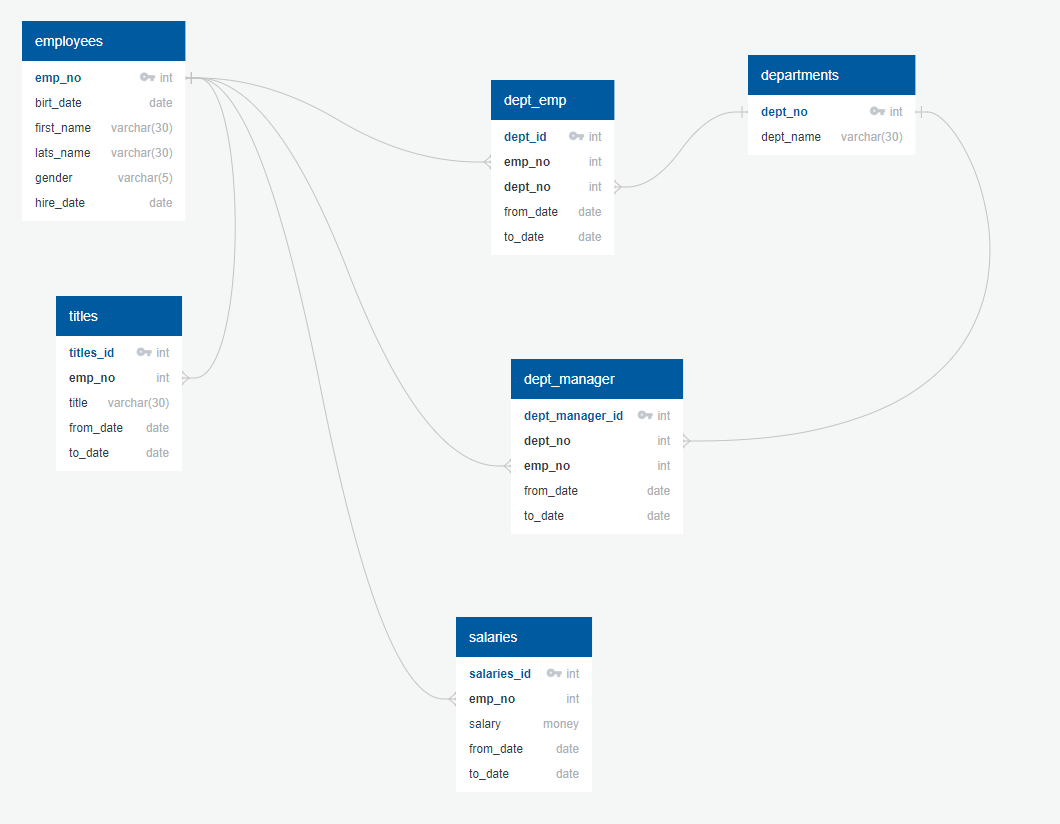 employees
emp_no int
birt_date date
first_name varchar(30)
lats_name varchar(30)
gender varchar(5)
hire_date date
dept_emp
dept_id int
emp_no int
dept_no int
from_date date
to_date date
departments
dept_no int
dept_name varchar(30)
titles
titles_id int
emp_no int
title varchar(30)
from_date date
to_date date
dept_manager
dept_manager_id int
dept_no int
emp_no int
from_date date
to_date date
salaries
salaries_id int
emp_no int
salary money
from_date date
to_date date